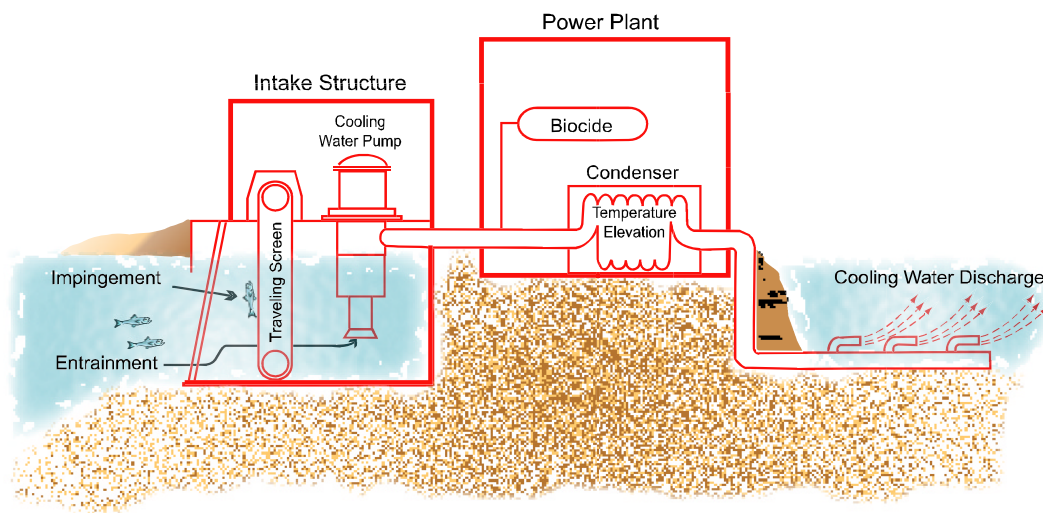 Power Plant
Intake Structure
Cooling
Water Pump
Biocide
Condenser
Temperature
Elevation
Traveling Screen
Impingement
Entrainment
Cooling Water Discharge